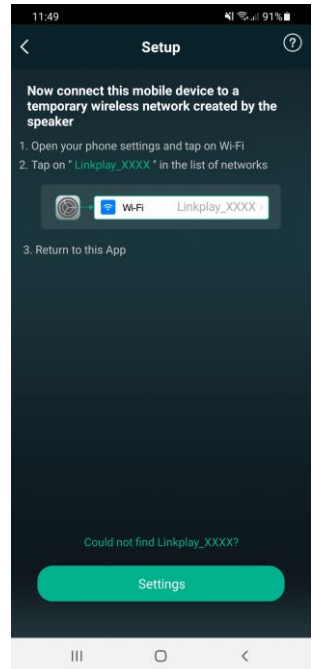 11:49
91%
Setup
?
Now connect this mobile device to a
temporary wireless network created by the
speaker
1. Open your phone settings and tap on Wi-Fi
2. Tap on " Linkplay_XXXX " in the list of networks
Wi-Fi Linkplay_XXXX
3. Return to this App
Could not find Linkplay_XXXX?
Settings